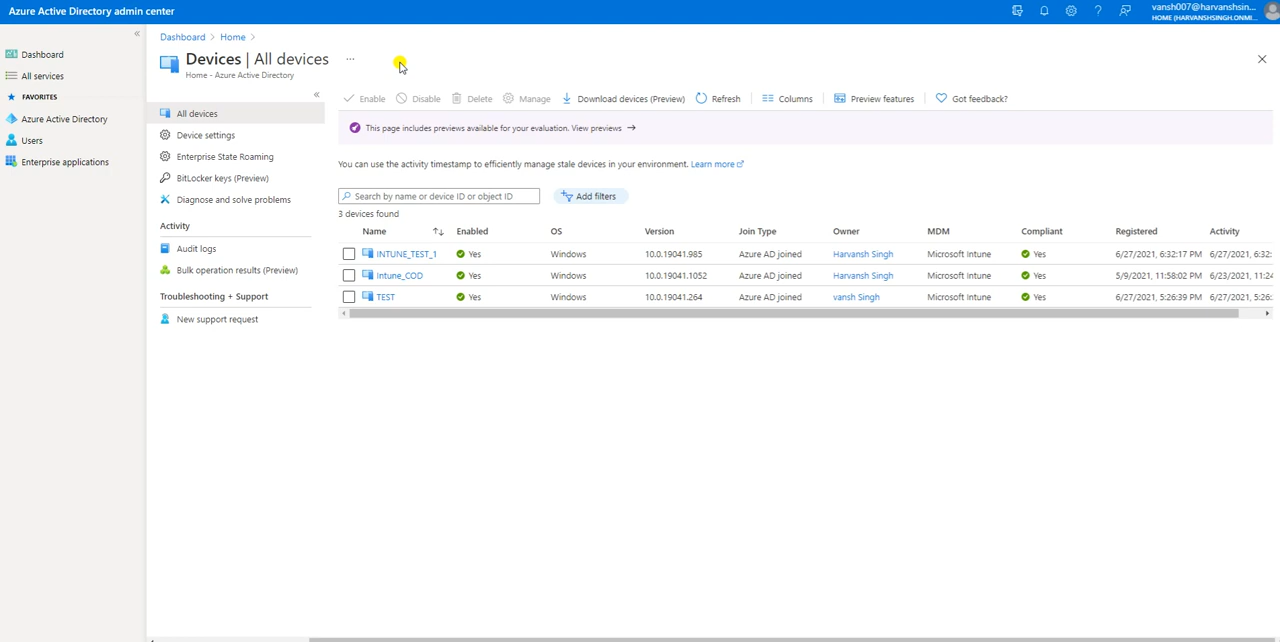 Azure Active Directory admin center
vansh007@harvanshsin...
HOME (HARVANSHSINGH.ONMI...
Dashboard
All services
FAVORITES
Azure Active Directory
Users
Enterprise applications
Dashboard > Home >
Devices | All devices ...
Home - Azure Active Directory
All devices
Device settings
Enterprise State Roaming
BitLocker keys (Preview)
Diagnose and solve problems
Activity
Audit logs
Bulk operation results (Preview)
Troubleshooting + Support
New support request
Enable Disable Delete Manage Download devices (Preview) Refresh Columns Preview features Got feedback?
This page includes previews available for your evaluation. View previews →
You can use the activity timestamp to efficiently manage stale devices in your environment. Learn more
Search by name or device ID or object ID Add filters
3 devices found
Name Enabled OS Version Join Type Owner MDM Compliant Registered Activity
INTUNE_TEST_1 Yes Windows 10.0.19041.985 Azure AD joined Harvansh Singh Microsoft Intune Yes 6/27/2021, 6:32:17 PM 6/27/2021, 6:32:
Intune_COD Yes Windows 10.0.19041.1052 Azure AD joined Harvansh Singh Microsoft Intune Yes 5/9/2021, 11:58:02 PM 6/23/2021, 11:24
TEST Yes Windows 10.0.19041.264 Azure AD joined vansh Singh Microsoft Intune Yes 6/27/2021, 5:26:39 PM 6/27/2021, 5:26: